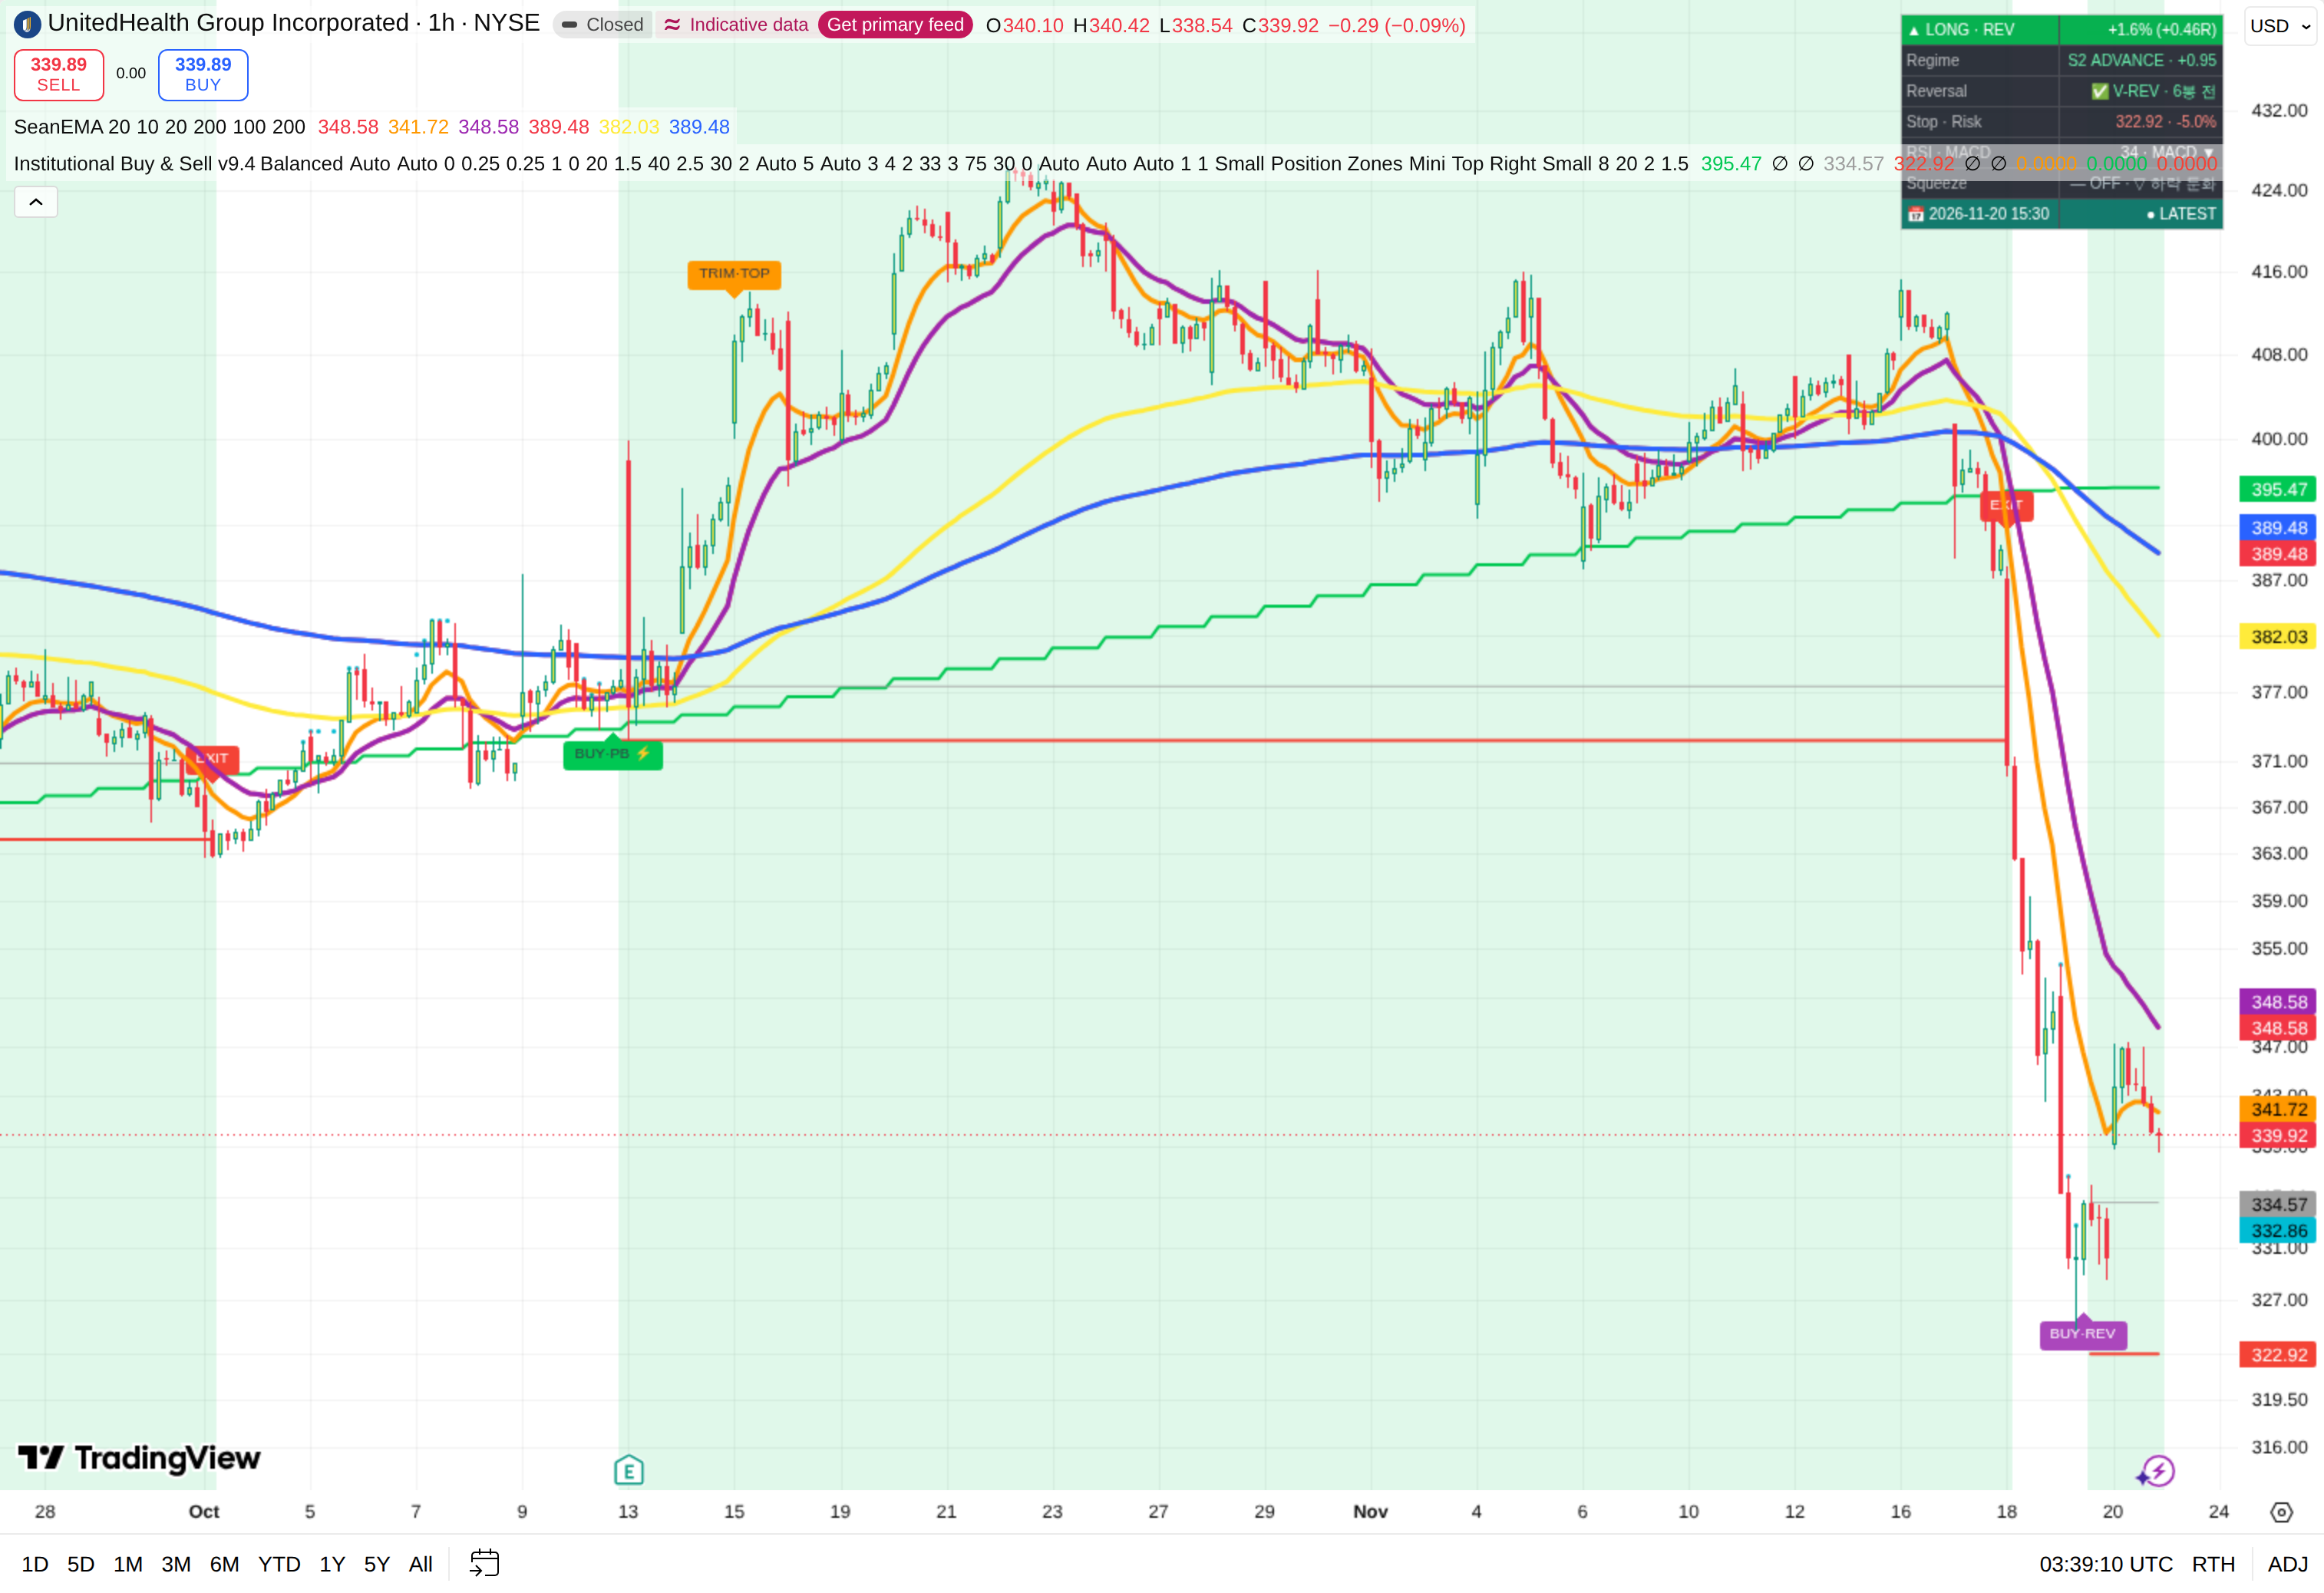 UnitedHealth Group Incorporated · 1h · NYSE Closed Indicative data Get primary feed O340.10 H340.42 L338.54 C339.92 −0.29 (−0.09%)
USD
339.89 SELL 0.00 339.89 BUY
SeanEMA 20 10 20 200 100 200 348.58 341.72 348.58 389.48 382.03 389.48
Institutional Buy & Sell v9.4 Balanced Auto Auto 0 0.25 0.25 1 0 20 1.5 40 2.5 30 2 Auto 5 Auto 3 4 2 33 3 75 30 0 Auto Auto Auto 1 1 Small Position Zones Mini Top Right Small 8 20 2 1.5 395.47 ∅ ∅ 334.57 322.92 ∅ ∅ 0.0000 0.0000 0.0000
▲ LONG · REV +1.6% (+0.46R)
Regime S2 ADVANCE · +0.95
Reversal ✅ V-REV · 6봉 전
Stop · Risk 322.92 · -5.0%
RSI · MACD 34 · MACD ▼
Squeeze — OFF · ▽ 하락 둔화
📅 2026-11-20 15:30 ● LATEST
TRIM·TOP
EXIT
EXIT
BUY·PB ⚡
BUY·REV
432.00
424.00
416.00
408.00
400.00
395.47
389.48
389.48
387.00
382.03
377.00
371.00
367.00
363.00
359.00
355.00
348.58
348.58
347.00
341.72
339.92
334.57
332.86
331.00
327.00
322.92
319.50
316.00
TradingView
E
28 Oct 5 7 9 13 15 19 21 23 27 29 Nov 4 6 10 12 16 18 20 24
1D 5D 1M 3M 6M YTD 1Y 5Y All
03:39:10 UTC RTH ADJ